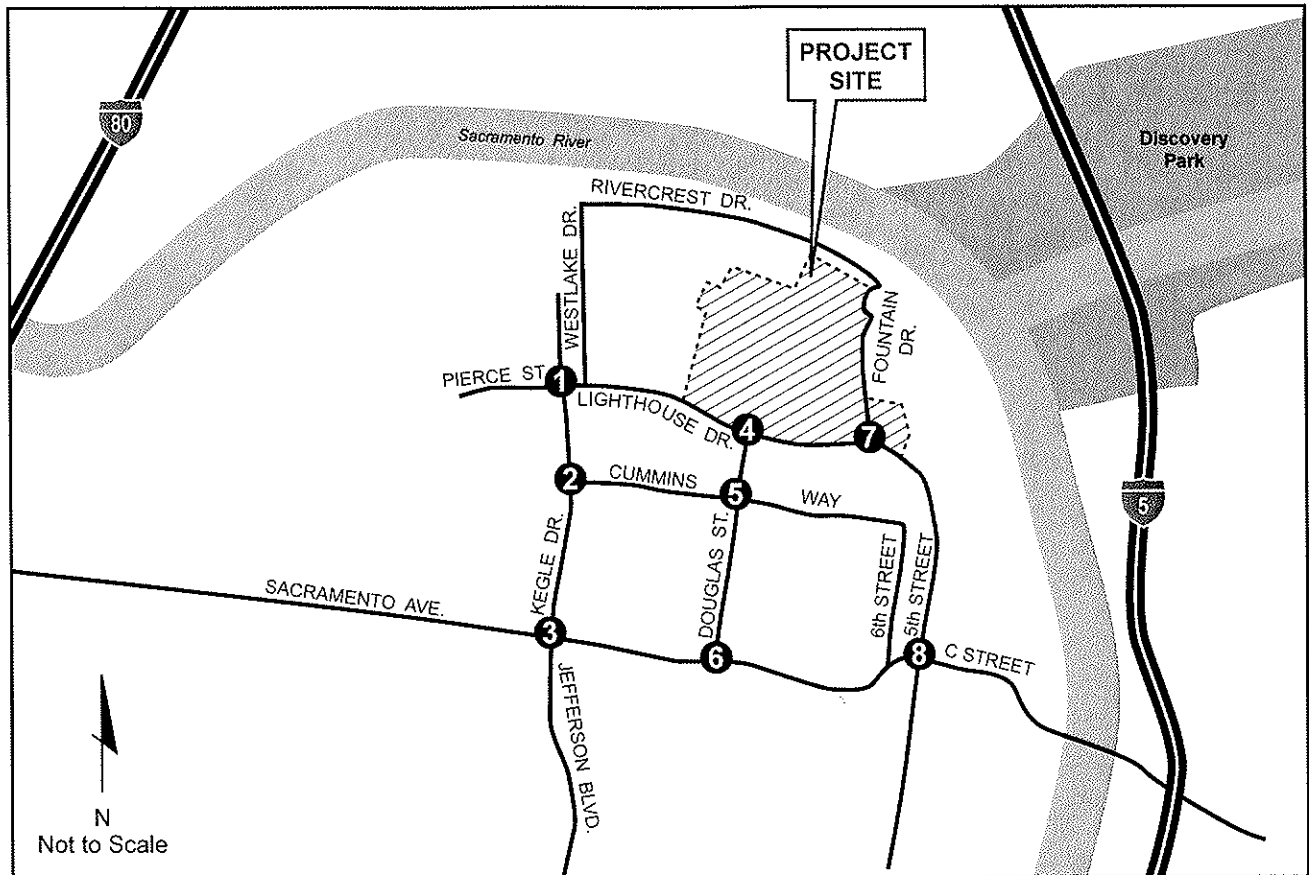 PROJECT
SITE
80
Sacramento River
Discovery
Park
RIVERCREST DR.
WESTLAKE DR.
FOUNTAIN
DR.
PIERCE ST.
1
LIGHTHOUSE DR.
4
7
2
CUMMINS
5
WAY
5
KEGLE DR.
DOUGLAS ST.
6th STREET
5th STREET
SACRAMENTO AVE.
3
6
8
C STREET
JEFFERSON BLVD.
N
Not to Scale